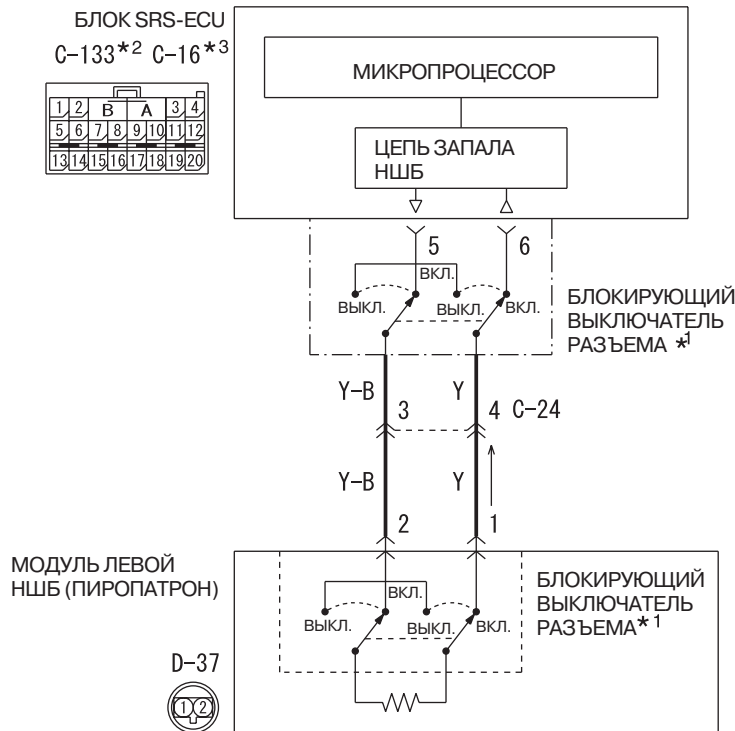 БЛОК SRS-ECU
C-133*2 C-16*3
1 2 B A 3 4
5 6 7 8 9 10 11 12
13 14 15 16 17 18 19 20
МИКРОПРОЦЕССОР
ЦЕПЬ ЗАПАЛА
НШБ
5 6
ВКЛ.
ВЫКЛ. ВЫКЛ. ВКЛ.
БЛОКИРУЮЩИЙ
ВЫКЛЮЧАТЕЛЬ
РАЗЪЕМА *1
Y-B Y
3 4 C-24
Y-B Y
2 1
МОДУЛЬ ЛЕВОЙ
НШБ (ПИРОПАТРОН)
ВКЛ.
ВЫКЛ. ВЫКЛ. ВКЛ.
БЛОКИРУЮЩИЙ
ВЫКЛЮЧАТЕЛЬ
РАЗЪЕМА*1
D-37
1 2